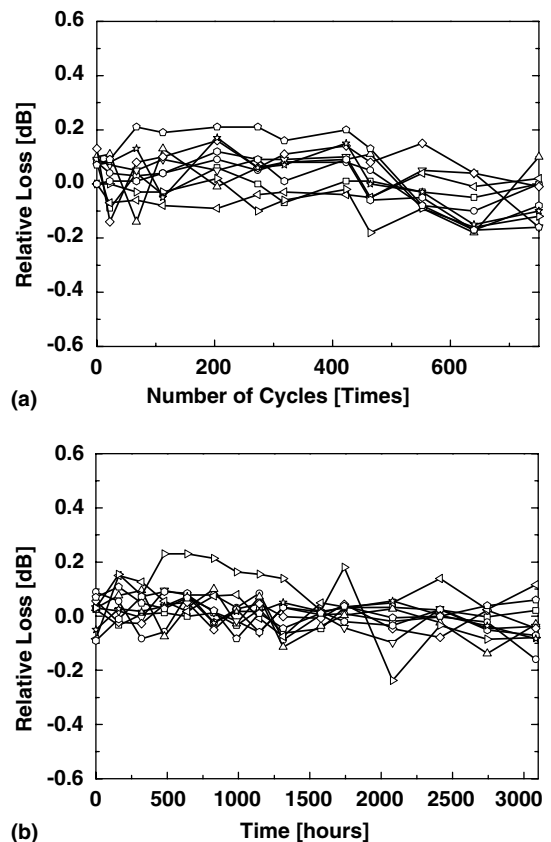 0.6
0.4
0.2
0.0
-0.2
-0.4
-0.6
Relative Loss [dB]
0 200 400 600
Number of Cycles [Times]
(a)
0.6
0.4
0.2
0.0
-0.2
-0.4
-0.6
Relative Loss [dB]
0 500 1000 1500 2000 2500 3000
Time [hours]
(b)